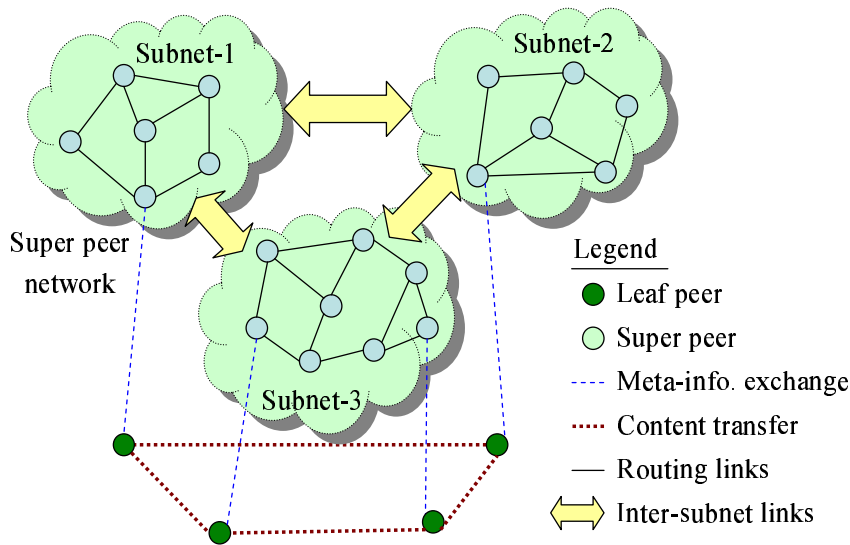 Subnet-1
Subnet-2
Super peer
network
Subnet-3
Legend
Leaf peer
Super peer
Meta-info. exchange
Content transfer
Routing links
Inter-subnet links